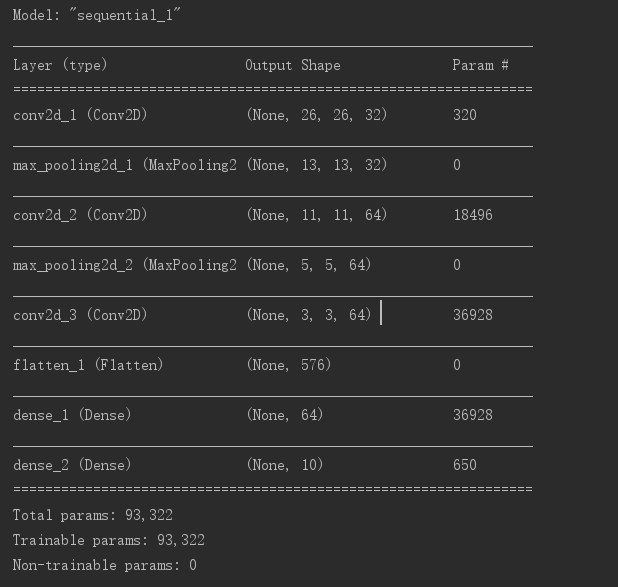 Model: "sequential_1"
Layer (type) Output Shape Param #
conv2d_1 (Conv2D) (None, 26, 26, 32) 320
max_pooling2d_1 (MaxPooling2 (None, 13, 13, 32) 0
conv2d_2 (Conv2D) (None, 11, 11, 64) 18496
max_pooling2d_2 (MaxPooling2 (None, 5, 5, 64) 0
conv2d_3 (Conv2D) (None, 3, 3, 64) 36928
flatten_1 (Flatten) (None, 576) 0
dense_1 (Dense) (None, 64) 36928
dense_2 (Dense) (None, 10) 650
Total params: 93,322
Trainable params: 93,322
Non-trainable params: 0